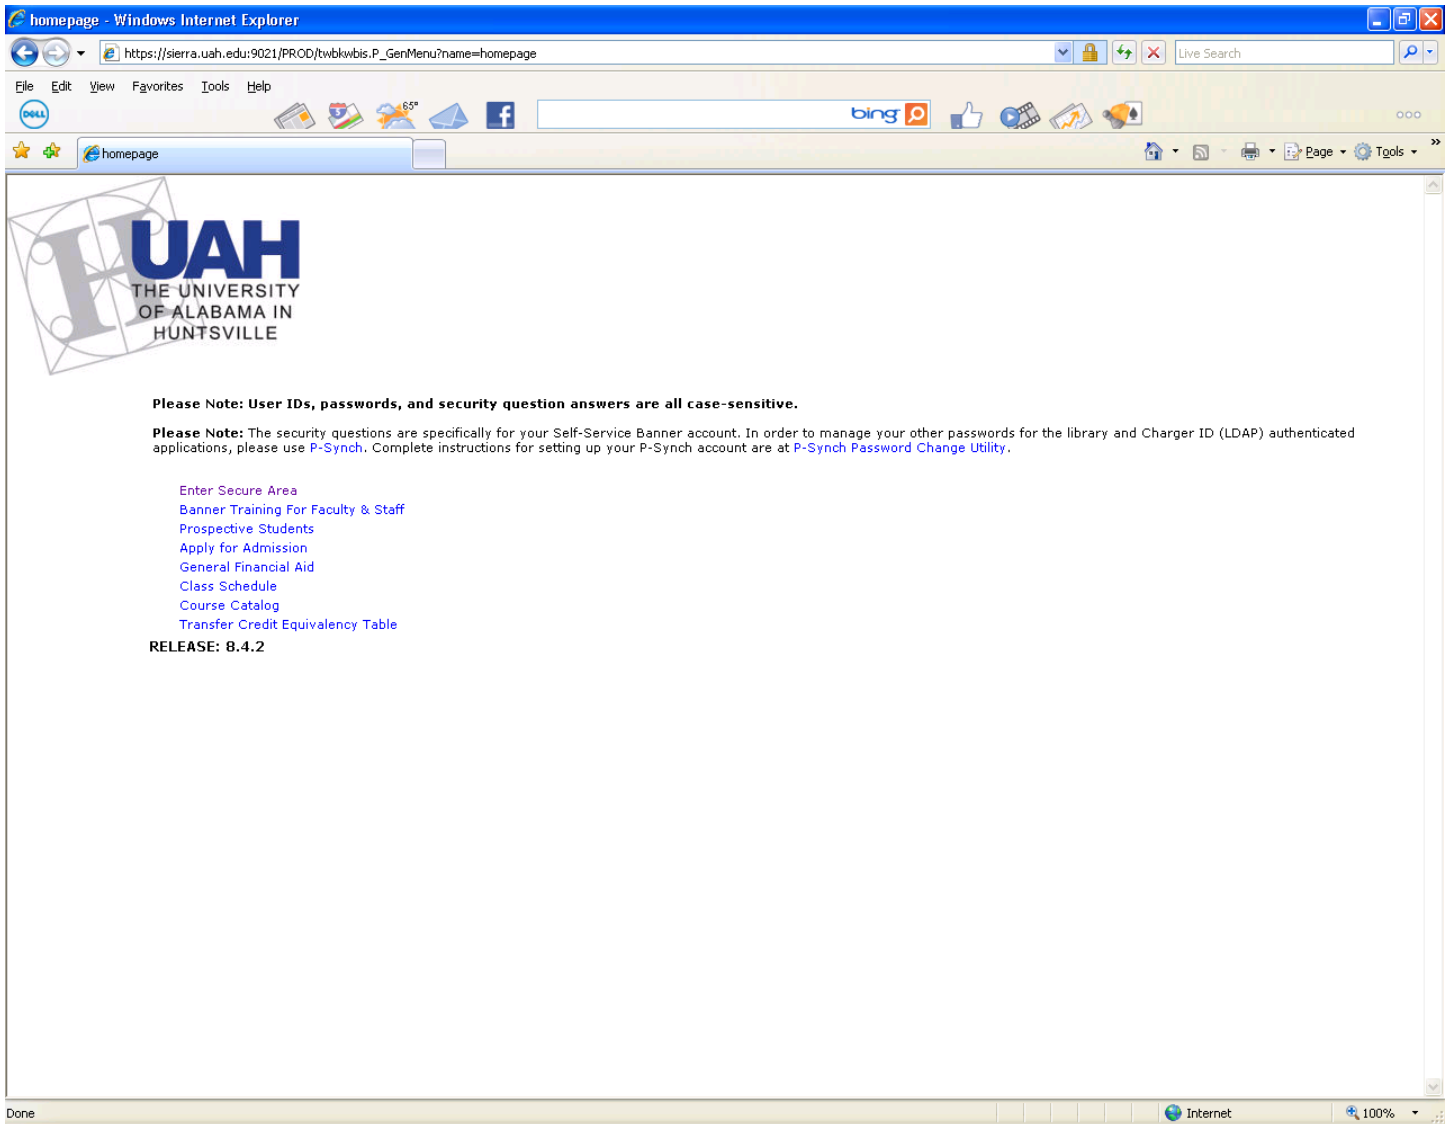 homepage - Windows Internet Explorer
https://sierra.uah.edu:9021/PROD/twbkwbis.P_GenMenu?name=homepage
Live Search
File Edit View Favorites Tools Help
DELL
65°
bing
homepage
Page
Tools
UAH
THE UNIVERSITY
OF ALABAMA IN
HUNTSVILLE
Please Note: User IDs, passwords, and security question answers are all case-sensitive.
Please Note: The security questions are specifically for your Self-Service Banner account. In order to manage your other passwords for the library and Charger ID (LDAP) authenticated
applications, please use P-Synch. Complete instructions for setting up your P-Synch account are at P-Synch Password Change Utility.
Enter Secure Area
Banner Training For Faculty & Staff
Prospective Students
Apply for Admission
General Financial Aid
Class Schedule
Course Catalog
Transfer Credit Equivalency Table
RELEASE: 8.4.2
Done
Internet
100%